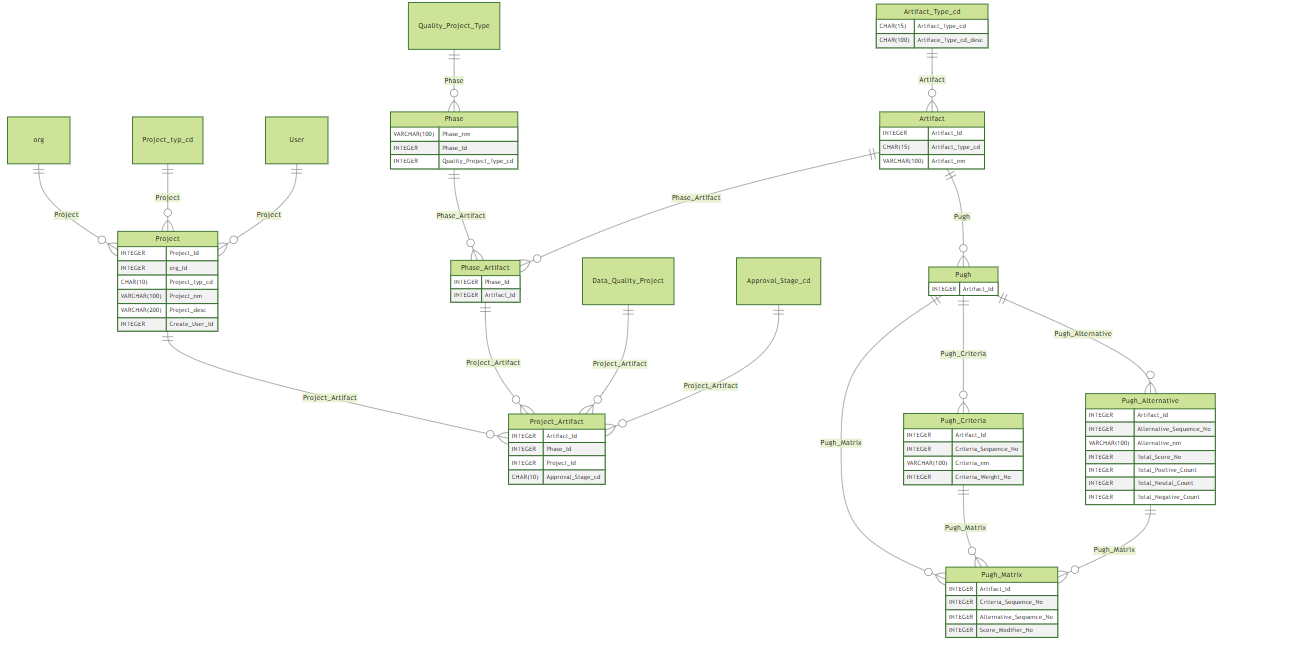 Quality_Project_Type
Artifact_Type_cd
CHAR(15) Artifact_Type_cd
CHAR(100) Artiface_Type_cd_desc
Phase
Artifact
org
Project_typ_cd
User
Phase
VARCHAR(100) Phase_nm
INTEGER Phase_Id
INTEGER Quality_Project_Type_cd
Artifact
INTEGER Artifact_Id
CHAR(15) Artifact_Type_cd
VARCHAR(100) Artifact_nm
Project
Project
Project
Phase_Artifact
Phase_Artifact
Pugh
Project
INTEGER Project_Id
INTEGER org_Id
CHAR(10) Project_typ_cd
VARCHAR(100) Project_nm
VARCHAR(200) Project_desc
INTEGER Create_User_Id
Phase_Artifact
INTEGER Phase_Id
INTEGER Artifact_Id
Data_Quality_Project
Approval_Stage_cd
Pugh
INTEGER Artifact_Id
Project_Artifact
Project_Artifact
Project_Artifact
Project_Artifact
Pugh_Criteria
Pugh_Alternative
Project_Artifact
INTEGER Artifact_Id
INTEGER Phase_Id
INTEGER Project_Id
CHAR(10) Approval_Stage_cd
Pugh_Matrix
Pugh_Criteria
INTEGER Artifact_Id
INTEGER Criteria_Sequence_No
VARCHAR(100) Criteria_nm
INTEGER Criteria_Weight_No
Pugh_Alternative
INTEGER Artifact_Id
INTEGER Alternative_Sequence_No
VARCHAR(100) Alternative_nm
INTEGER Total_Score_No
INTEGER Total_Positive_Count
INTEGER Total_Neutal_Count
INTEGER Total_Negative_Count
Pugh_Matrix
Pugh_Matrix
Pugh_Matrix
INTEGER Artifact_Id
INTEGER Criteria_Sequence_No
INTEGER Alternative_Sequence_No
INTEGER Score_Modifier_No